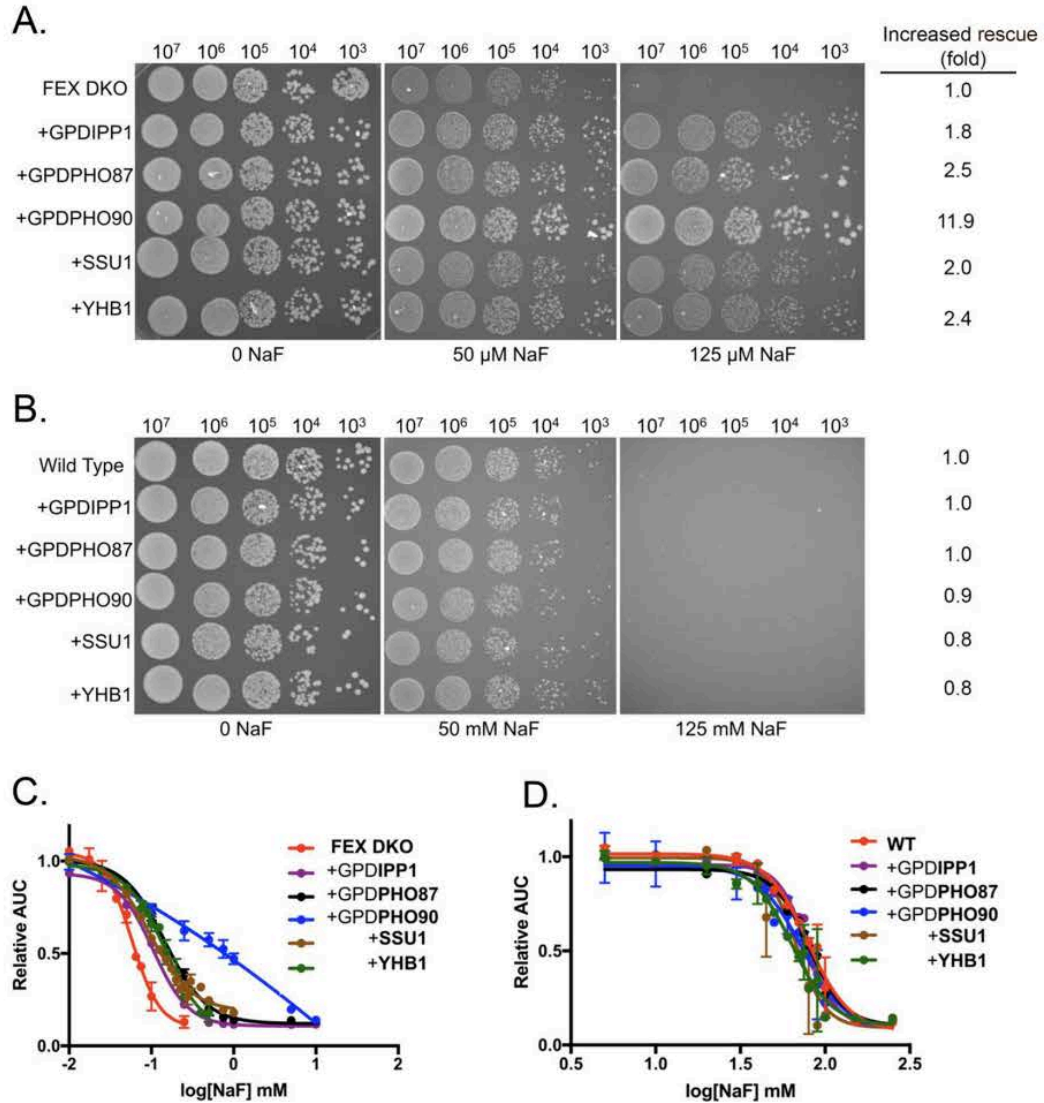 A.
10⁷ 10⁶ 10⁵ 10⁴ 10³ 10⁷ 10⁶ 10⁵ 10⁴ 10³ 10⁷ 10⁶ 10⁵ 10⁴ 10³
Increased rescue
(fold)
FEX DKO 1.0
+GPDIPP1 1.8
+GPDPHO87 2.5
+GPDPHO90 11.9
+SSU1 2.0
+YHB1 2.4
0 NaF 50 µM NaF 125 µM NaF
B.
10⁷ 10⁶ 10⁵ 10⁴ 10³ 10⁷ 10⁶ 10⁵ 10⁴ 10³ 10⁷ 10⁶ 10⁵ 10⁴ 10³
Wild Type 1.0
+GPDIPP1 1.0
+GPDPHO87 1.0
+GPDPHO90 0.9
+SSU1 0.8
+YHB1 0.8
0 NaF 50 mM NaF 125 mM NaF
C.
Relative AUC
1.0
0.5
0.0
-2 -1 0 1 2
log[NaF] mM
FEX DKO
+GPDIPP1
+GPDPHO87
+GPDPHO90
+SSU1
+YHB1
D.
Relative AUC
1.0
0.5
0.0
0.5 1.0 1.5 2.0 2.5
log[NaF] mM
WT
+GPDIPP1
+GPDPHO87
+GPDPHO90
+SSU1
+YHB1